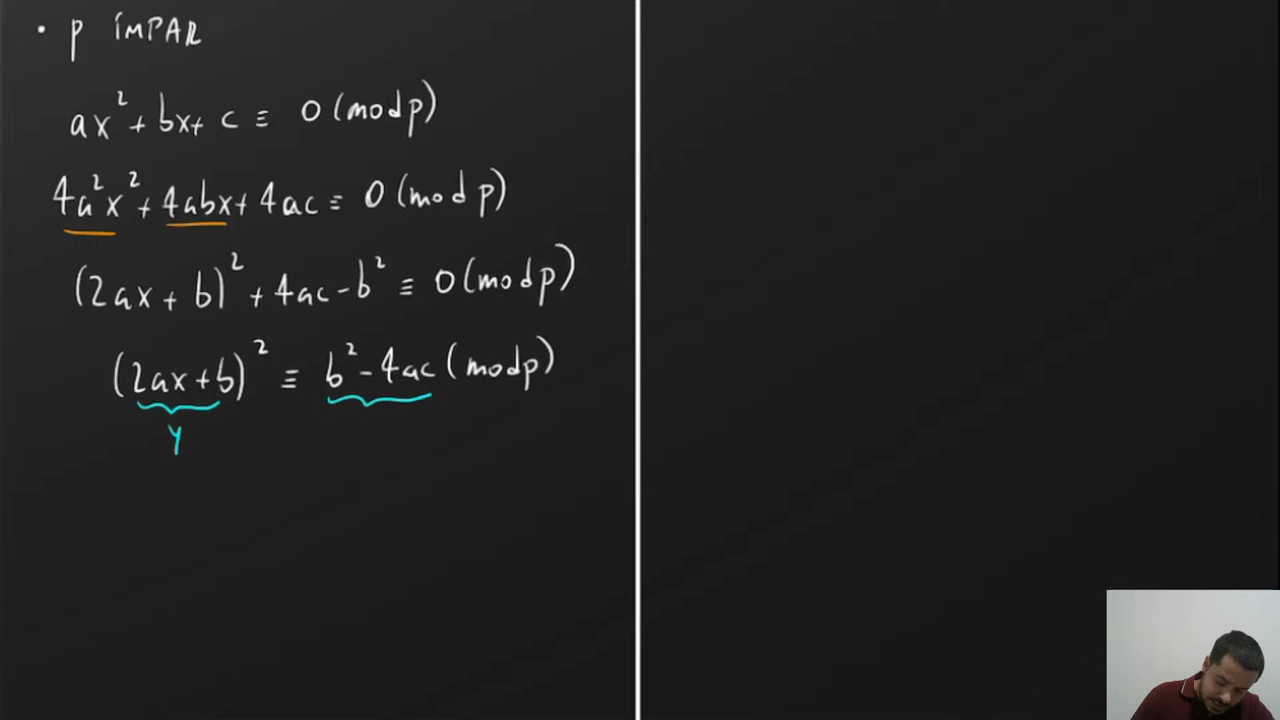 • p ÍMPAR
ax² + bx + c ≡ 0 (mod p)
4a²x² + 4abx + 4ac ≡ 0 (mod p)
(2ax + b)² + 4ac - b² ≡ 0 (mod p)
(2ax + b)² ≡ b² - 4ac (mod p)
y